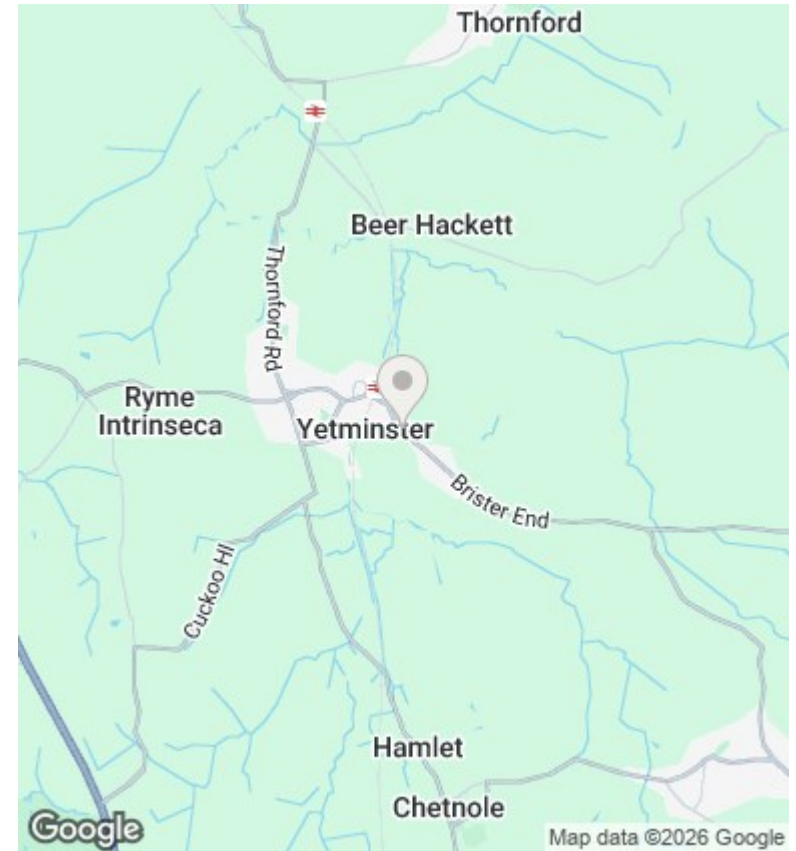 Thornford
Beer Hackett
Thornford Rd
Ryme
Intrinseca
Yetminster
Brister End
Cuckoo Hl
Hamlet
Chetnole
Google
Map data ©2026 Google